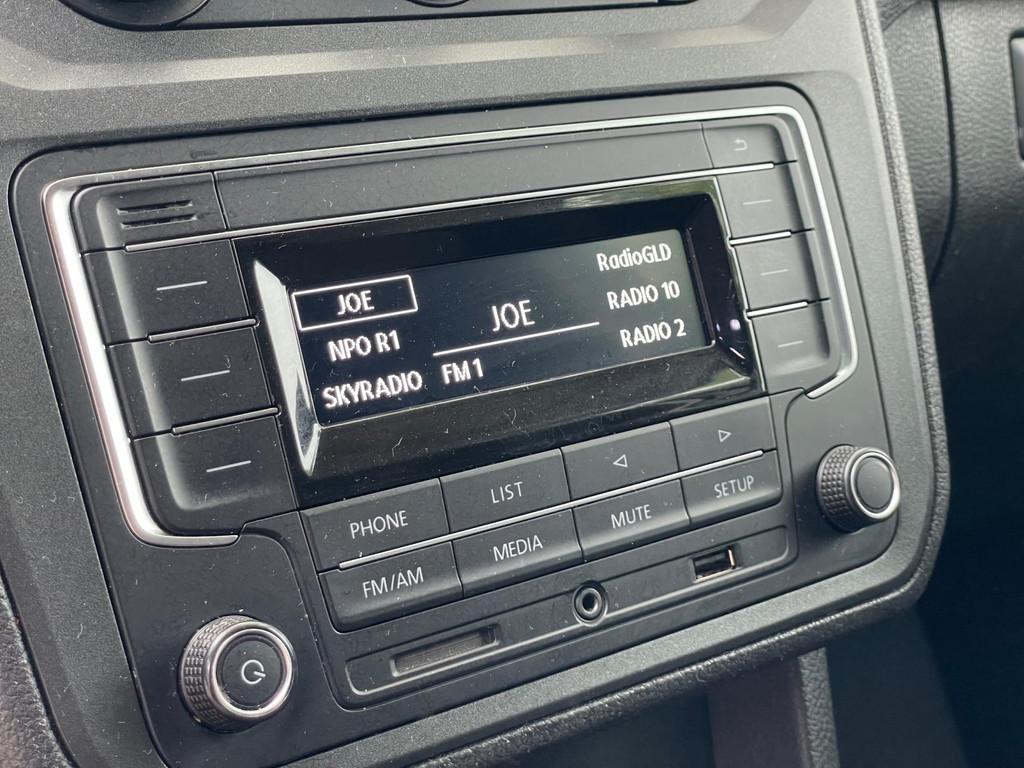 JOE
NPO R1
SKYRADIO
JOE
FM 1
RadioGLD
RADIO 10
RADIO 2
PHONE
LIST
FM/AM
MEDIA
MUTE
SETUP